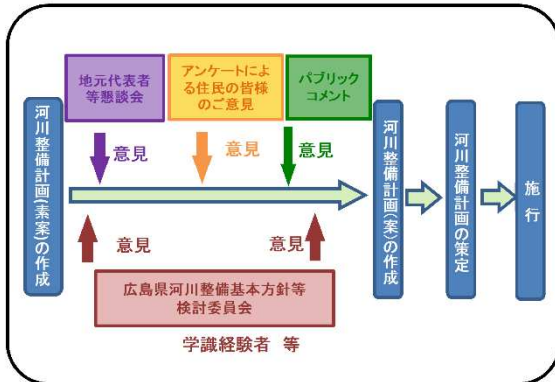 地元代表者
等懇談会
アンケートによ
る住民の皆様
のご意見
パブリック
コメント
意見
意見
意見
河川整備計画(素案)の作成
河川整備計画(案)の作成
河川整備計画の策定
施行
意見
意見
広島県河川整備基本方針等
検討委員会
学識経験者 等